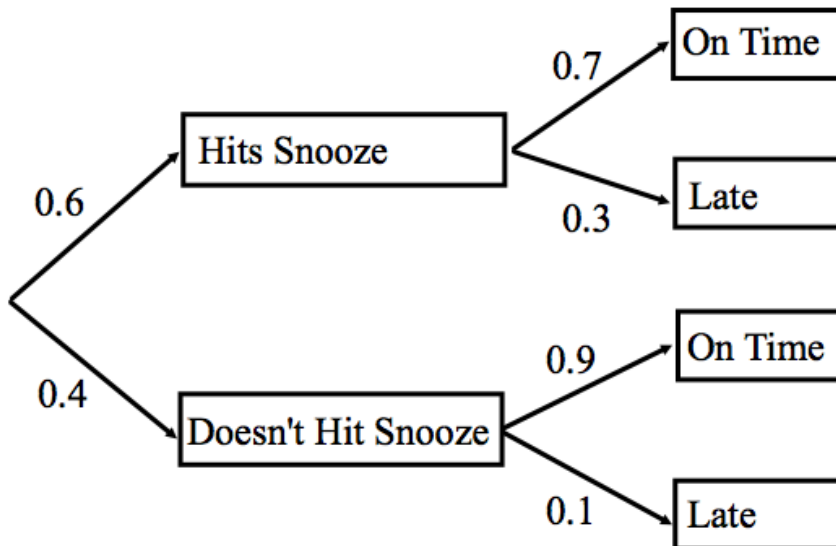 On Time
0.7
Hits Snooze
Late
0.6
0.3
On Time
0.9
0.4
Doesn't Hit Snooze
0.1
Late